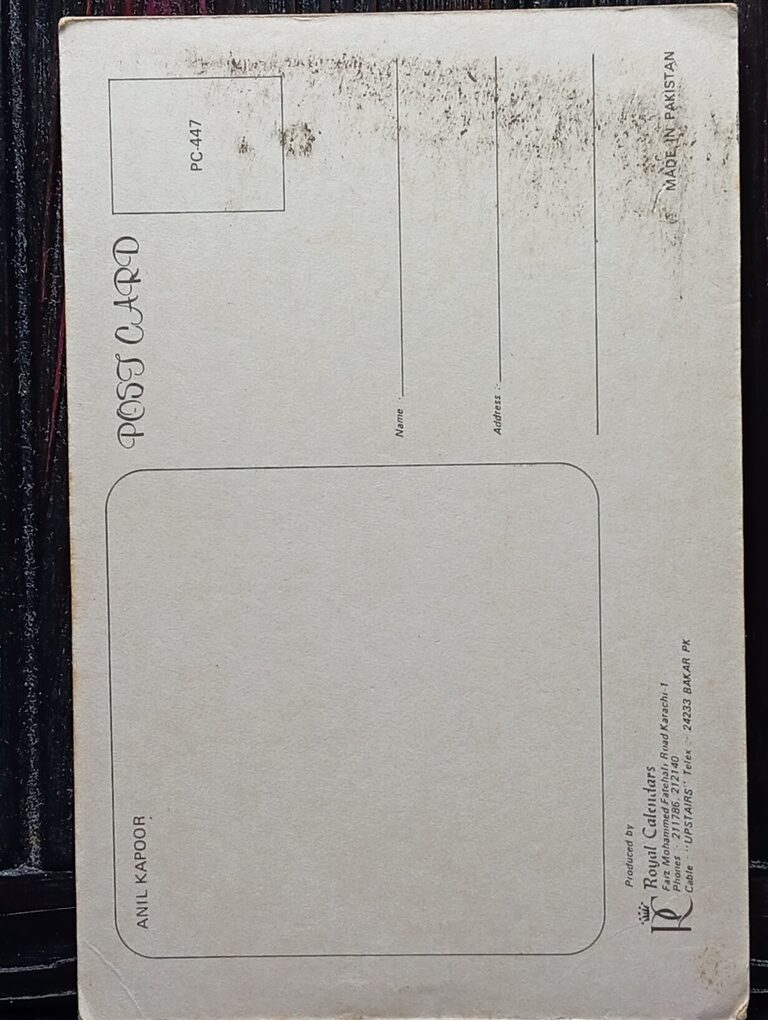 POST CARD
PC-447
ANIL KAPOOR
Name :-
Address :-
Produced by
RC
Royal Calendars
Faiz Mohammed Fatehali Road Karachi-1
Phones : 211786, 212140
Cable : "UPSTAIRS" Telex :- 24233 BAKAR PK
MADE IN PAKISTAN